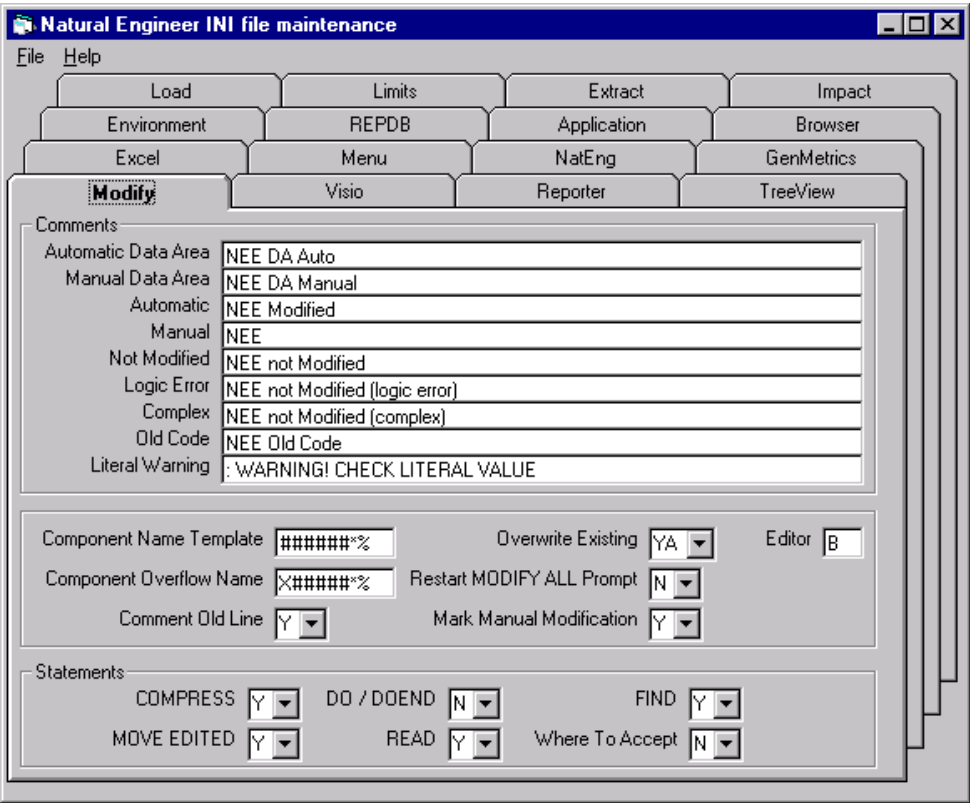 Natural Engineer INI file maintenance
File Help
Load Limits Extract Impact
Environment REPDB Application Browser
Excel Menu NatEng GenMetrics
Modify Visio Reporter TreeView
Comments
Automatic Data Area NEE DA Auto
Manual Data Area NEE DA Manual
Automatic NEE Modified
Manual NEE
Not Modified NEE not Modified
Logic Error NEE not Modified (logic error)
Complex NEE not Modified (complex)
Old Code NEE Old Code
Literal Warning : WARNING! CHECK LITERAL VALUE
Component Name Template ######*% Overwrite Existing YA Editor B
Component Overflow Name X#####*% Restart MODIFY ALL Prompt N
Comment Old Line Y Mark Manual Modification Y
Statements
COMPRESS Y DO / DOEND N FIND Y
MOVE EDITED Y READ Y Where To Accept N